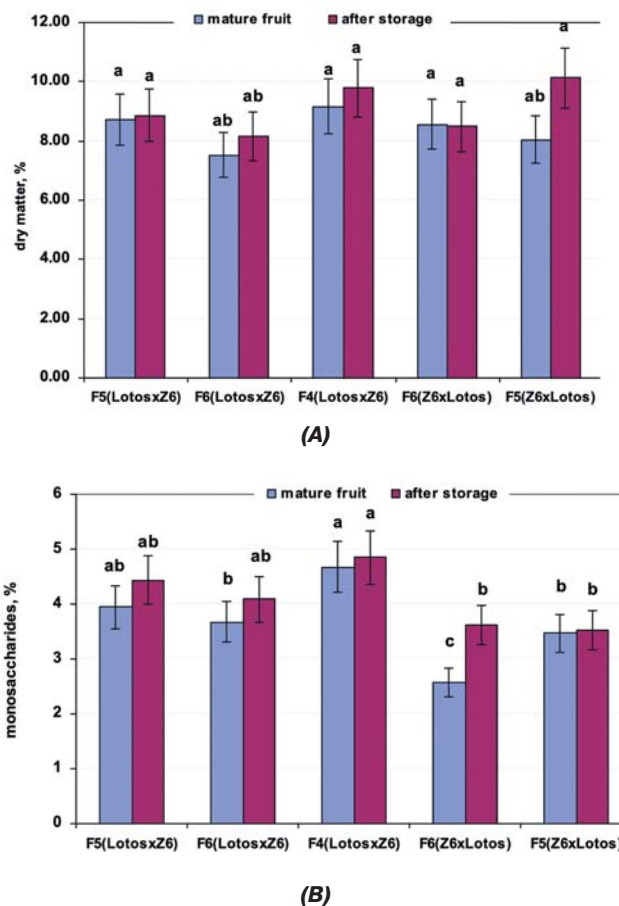 12.00
mature fruit
after storage
10.00
8.00
6.00
4.00
2.00
0.00
dry matter, %
a a ab ab a a a a ab a
F5(LotosxZ6) F6(LotosxZ6) F4(LotosxZ6) F6(Z6xLotos) F5(Z6xLotos)
(A)
6
mature fruit
after storage
5
4
3
2
1
0
monosaccharides, %
ab ab b ab a a c b b b
F5(LotosxZ6) F6(LotosxZ6) F4(LotosxZ6) F6(Z6xLotos) F5(Z6xLotos)
(B)